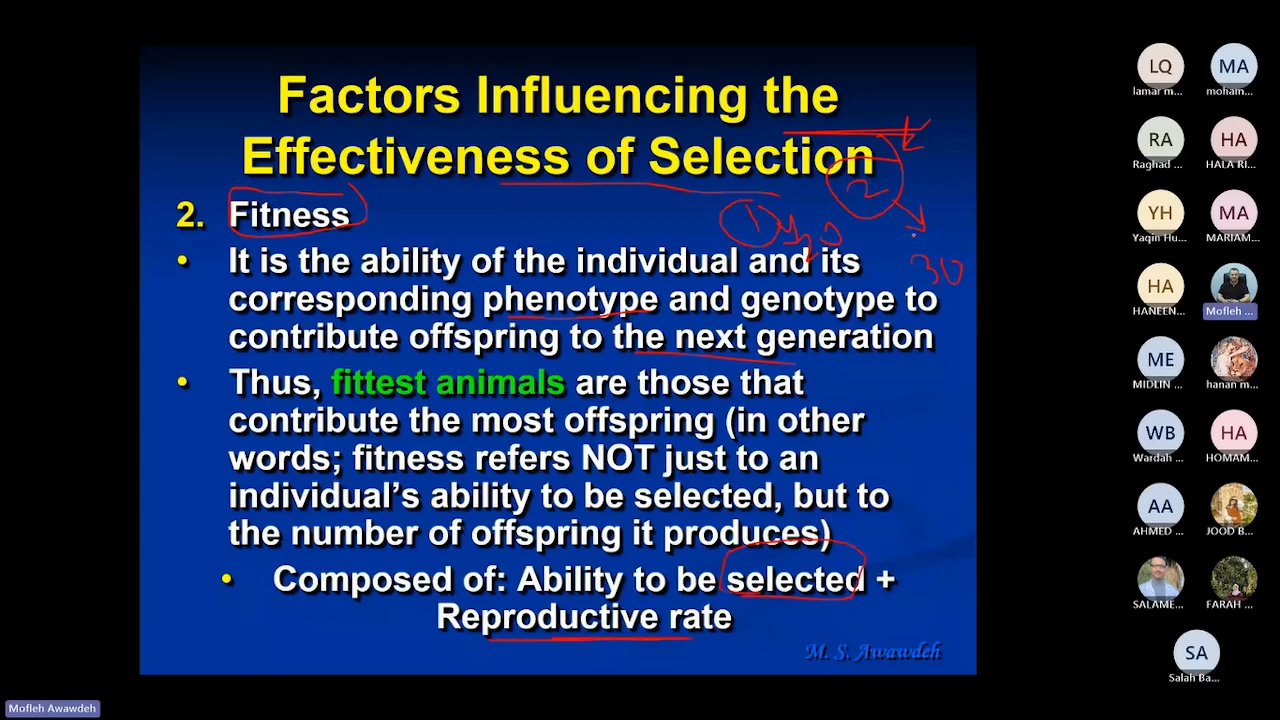 Factors Influencing the
Effectiveness of Selection
2. Fitness
• It is the ability of the individual and its
corresponding phenotype and genotype to
contribute offspring to the next generation
• Thus, fittest animals are those that
contribute the most offspring (in other
words; fitness refers NOT just to an
individual's ability to be selected, but to
the number of offspring it produces)
• Composed of: Ability to be selected +
Reproductive rate
M. S. Awawdeh
1
2
30
LQ
lamar m...
MA
moham...
RA
Raghad ...
HA
HALA RI...
YH
Yaqin Hu...
MA
MARIAM...
HA
HANEEN...
Mofleh ...
ME
MIDLIN ...
hanan m...
WB
Wardah ...
HA
HOMAM...
AA
AHMED ...
JOOD B...
SALAME...
FARAH ...
SA
Salah Ba...
Mofleh Awawdeh